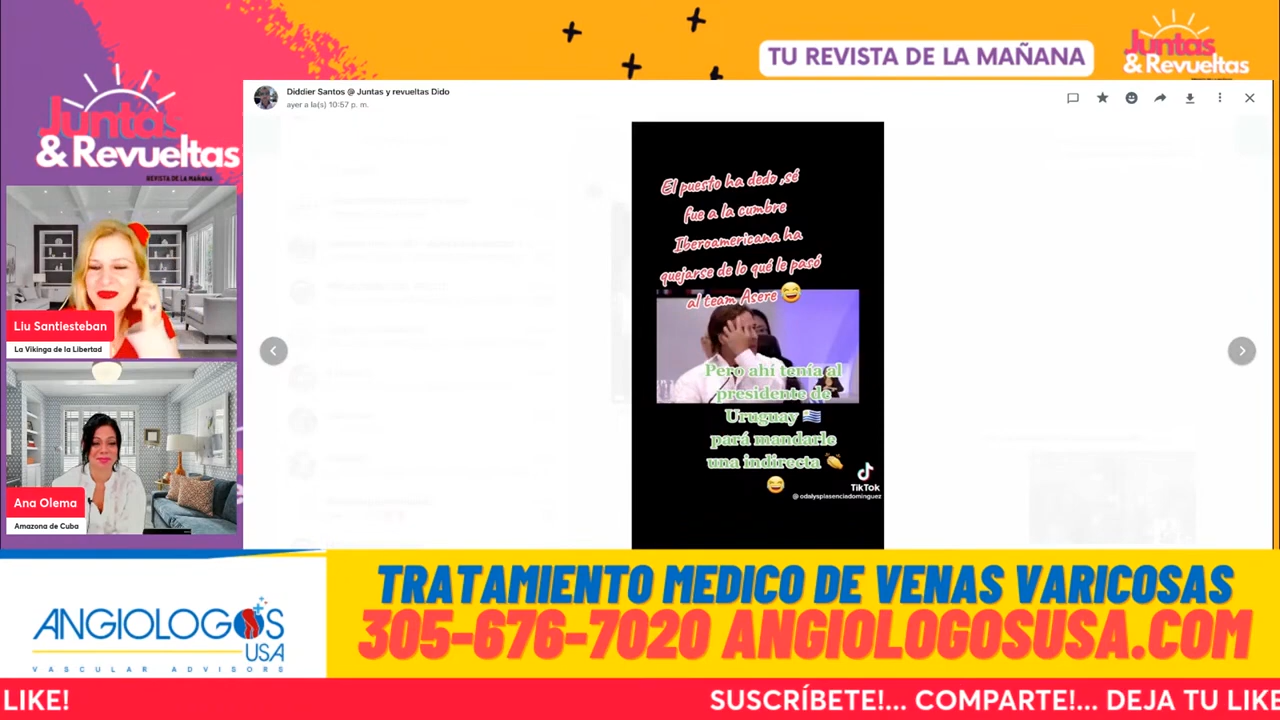 TU REVISTA DE LA MAÑANA
Juntas
& Revueltas
Juntas
& Revueltas
REVISTA DE LA MAÑANA
Diddier Santos @ Juntas y revueltas Dido
ayer a la(s) 10:57 p. m.
El puesto ha dedo ,sé
fue a la cumbre
Iberoamericana ha
quejarse de lo qué le pasó
al team Asere 😂
Pero ahí tenía al
presidente de
Uruguay 🇺🇾
pará mandarle
una indirecta 👏
😂
TikTok
@ odalysplasenciadominguez
Liu Santiesteban
La Vikinga de la Libertad
Ana Olema
Amazona de Cuba
ANGIOLOGOS
USA
VASCULAR ADVISORS
TRATAMIENTO MEDICO DE VENAS VARICOSAS
305-676-7020 ANGIOLOGOSUSA.COM
LIKE!
SUSCRÍBETE!... COMPARTE!... DEJA TU LIKE